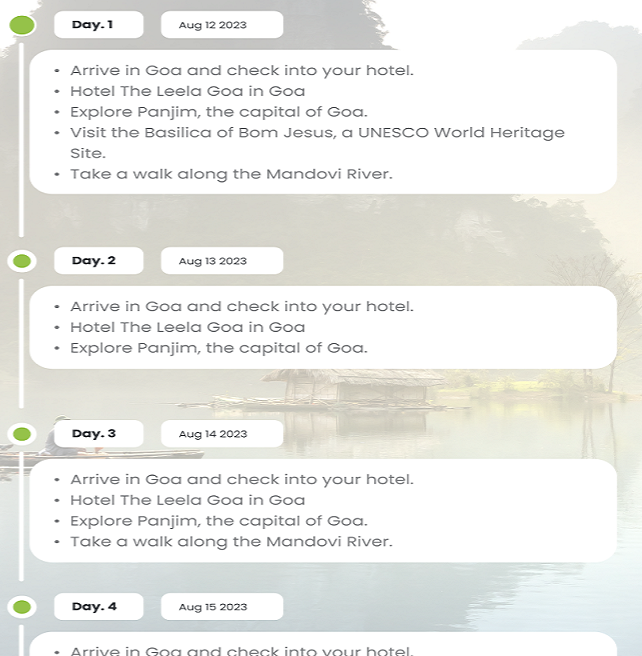 Day. 1 Aug 12 2023
• Arrive in Goa and check into your hotel.
• Hotel The Leela Goa in Goa
• Explore Panjim, the capital of Goa.
• Visit the Basilica of Bom Jesus, a UNESCO World Heritage
Site.
• Take a walk along the Mandovi River.
Day. 2 Aug 13 2023
• Arrive in Goa and check into your hotel.
• Hotel The Leela Goa in Goa
• Explore Panjim, the capital of Goa.
Day. 3 Aug 14 2023
• Arrive in Goa and check into your hotel.
• Hotel The Leela Goa in Goa
• Explore Panjim, the capital of Goa.
• Take a walk along the Mandovi River.
Day. 4 Aug 15 2023
• Arrive in Goa and check into your hotel.